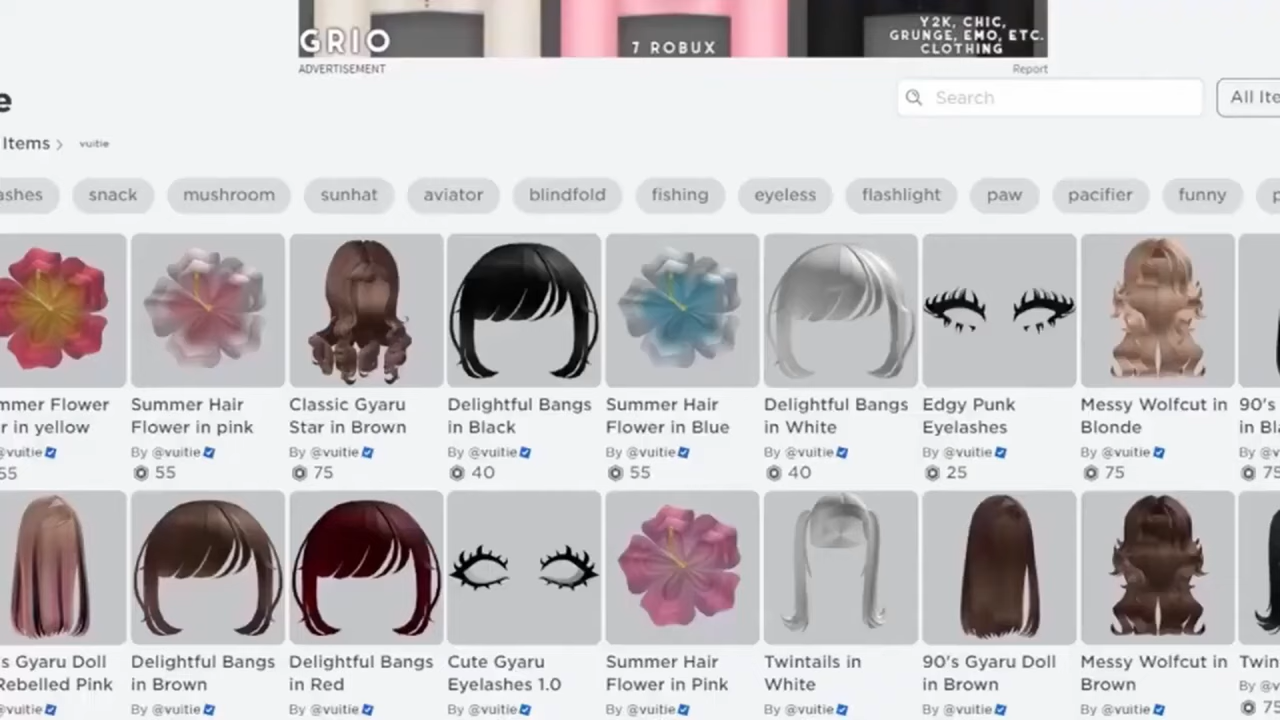 GRIO
7 ROBUX
Y2K, CHIC,
GRUNGE, EMO, ETC.
CLOTHING
ADVERTISEMENT
Report
e
Search
All Ite
Items >
vuitie
ashes
snack
mushroom
sunhat
aviator
blindfold
fishing
eyeless
flashlight
paw
pacifier
funny
p
mmer Flower
r in yellow
By @vuitie
55
Summer Hair
Flower in pink
By @vuitie
55
Classic Gyaru
Star in Brown
By @vuitie
75
Delightful Bangs
in Black
By @vuitie
40
Summer Hair
Flower in Blue
By @vuitie
55
Delightful Bangs
in White
By @vuitie
40
Edgy Punk
Eyelashes
By @vuitie
25
Messy Wolfcut in
Blonde
By @vuitie
75
90's
in Bla
By @v
75
's Gyaru Doll
Rebelled Pink
@vuitie
Delightful Bangs
in Brown
By @vuitie
Delightful Bangs
in Red
By @vuitie
Cute Gyaru
Eyelashes 1.0
By @vuitie
Summer Hair
Flower in Pink
By @vuitie
Twintails in
White
By @vuitie
90's Gyaru Doll
in Brown
By @vuitie
Messy Wolfcut in
Brown
By @vuitie
Twin
By @v
75